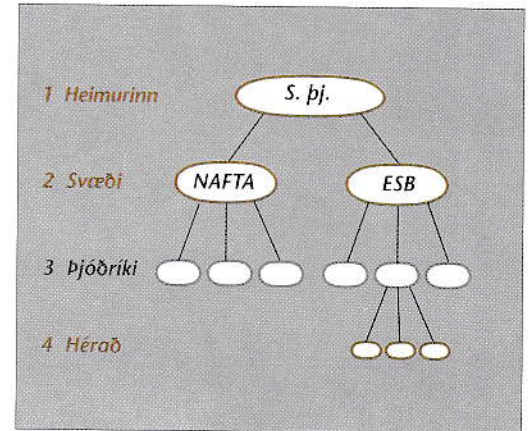 1 Heimurinn
S. þj.
2 Svæði
NAFTA
ESB
3 Þjóðríki
4 Hérað